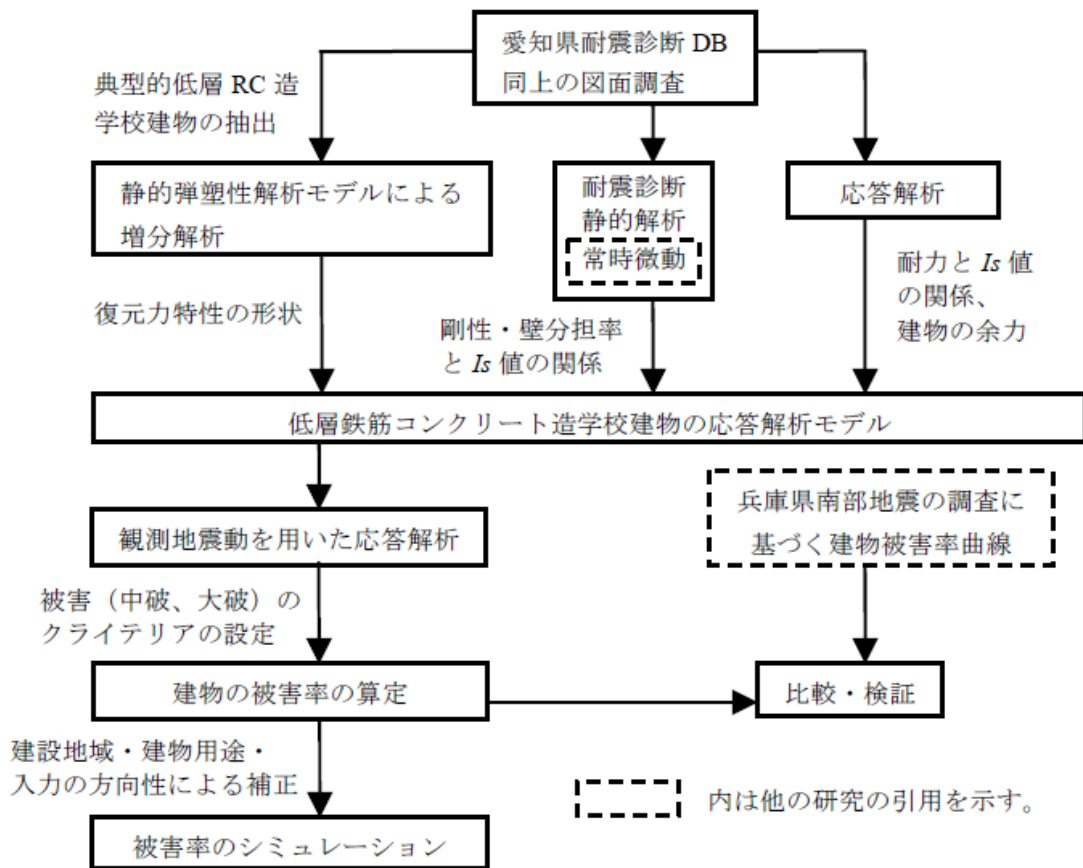 愛知県耐震診断 DB
同上の図面調査
典型的低層 RC 造
学校建物の抽出
静的弾塑性解析モデルによる
増分解析
耐震診断
静的解析
常時微動
応答解析
復元力特性の形状
剛性・壁分担率
と Is 値の関係
耐力と Is 値
の関係、
建物の余力
低層鉄筋コンクリート造学校建物の応答解析モデル
観測地震動を用いた応答解析
兵庫県南部地震の調査に
基づく建物被害率曲線
被害（中破、大破）の
クライテリアの設定
建物の被害率の算定
比較・検証
建設地域・建物用途・
入力の方向性による補正
内は他の研究の引用を示す。
被害率のシミュレーション